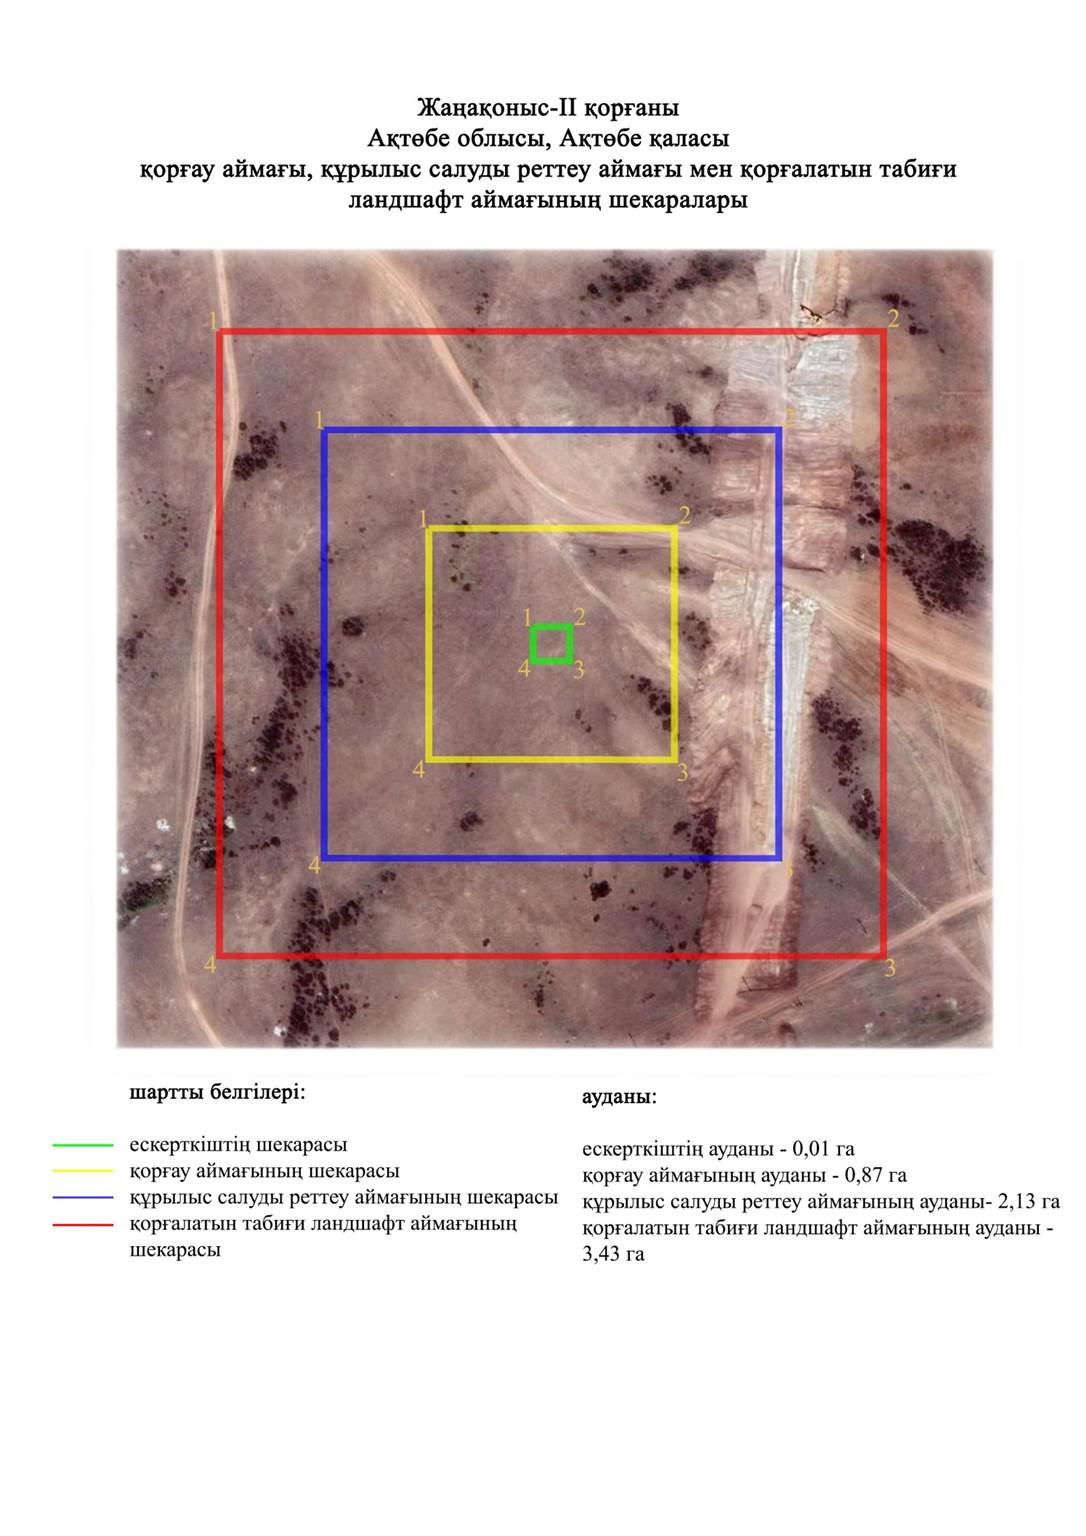 Жаңақоныс-II қорғаны
Ақтөбе облысы, Ақтөбе қаласы
қорғау аймағы, құрылыс салуды реттеу аймағы мен қорғалатын табиғи
ландшафт аймағының шекаралары
1
2
1
2
1
2
1
2
4
3
4
3
4
3
4
3
шартты белгілері:
ескерткіштің шекарасы
қорғау аймағының шекарасы
құрылыс салуды реттеу аймағының шекарасы
қорғалатын табиғи ландшафт аймағының
шекарасы
ауданы:
ескерткіштің ауданы - 0,01 га
қорғау аймағының ауданы - 0,87 га
құрылыс салуды реттеу аймағының ауданы- 2,13 га
қорғалатын табиғи ландшафт аймағының ауданы -
3,43 га